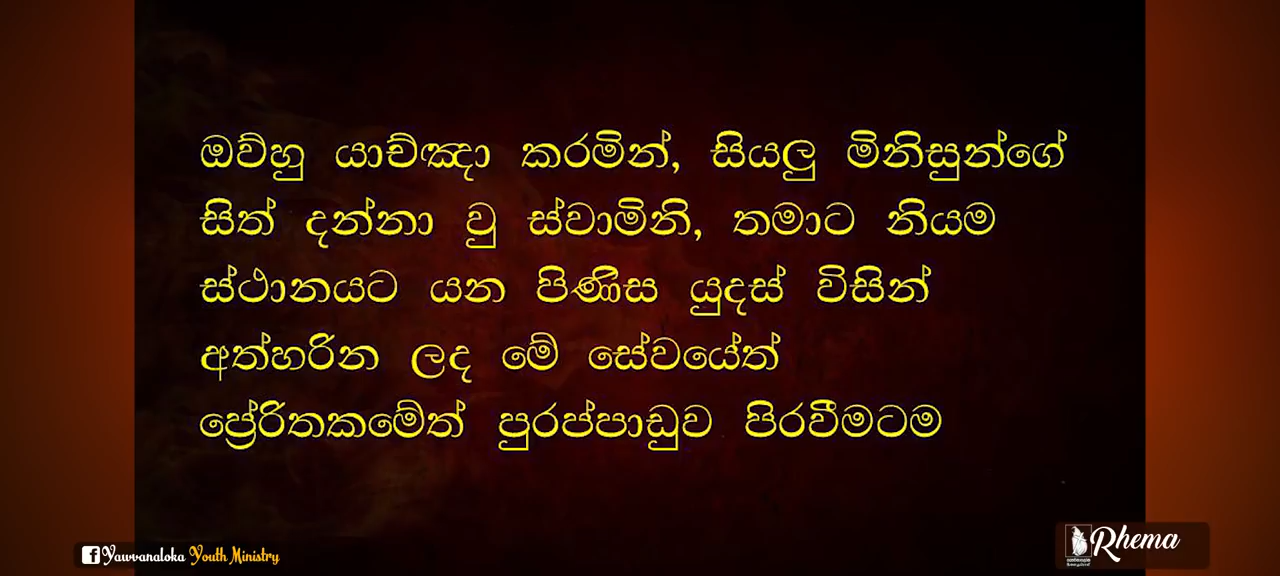 ඔව්හු යාච්ඤා කරමින්, සියලු මිනිසුන්ගේ
සිත් දන්නා වු ස්වාමිනි, තමාට නියම
ස්ථානයට යන පිණිස යුදස් විසින්
අත්හරින ලද මේ සේවයේත්
ප්‍රේරිතකමේත් පුරප්පාඩුව පිරවීමටම
Yawvanaloka Youth Ministry
Rhema